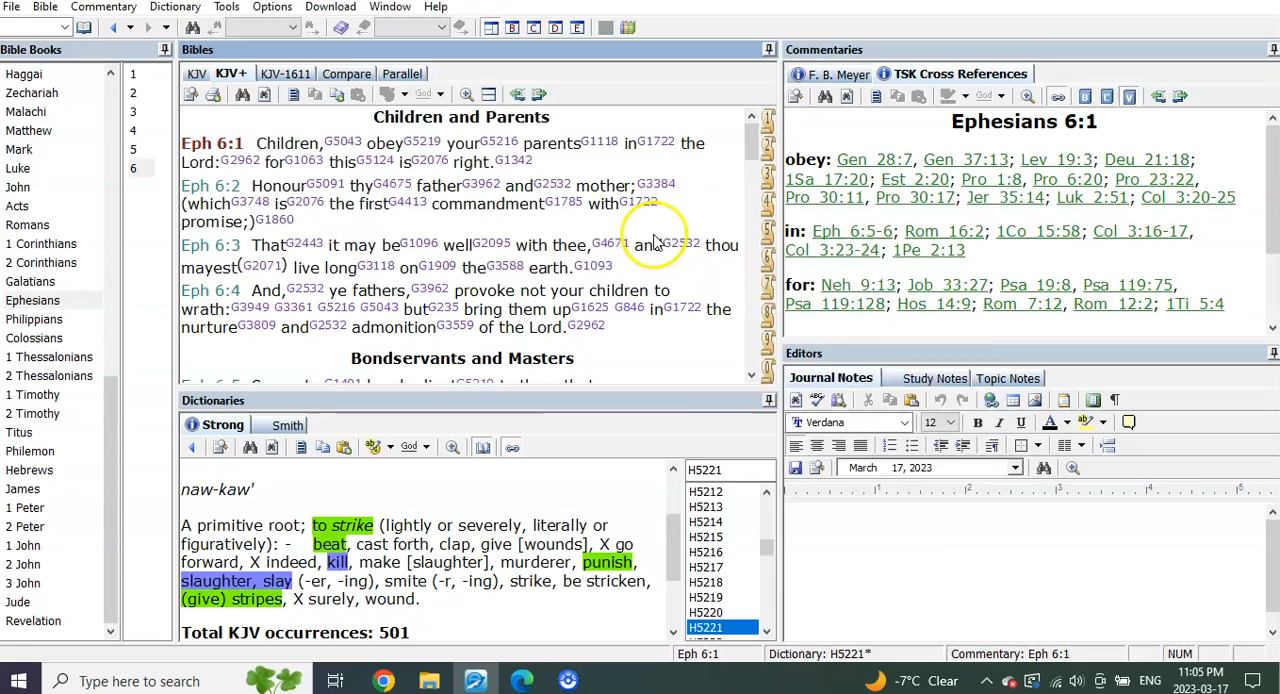 File Bible Commentary Dictionary Tools Options Download Window Help
Bible Books
Haggai
Zechariah
Malachi
Matthew
Mark
Luke
John
Acts
Romans
1 Corinthians
2 Corinthians
Galatians
Ephesians
Philippians
Colossians
1 Thessalonians
2 Thessalonians
1 Timothy
2 Timothy
Titus
Philemon
Hebrews
James
1 Peter
2 Peter
1 John
2 John
3 John
Jude
Revelation
1
2
3
4
5
6
Bibles
KJV KJV+ KJV-1611 Compare Parallel
God
Children and Parents
Eph 6:1 Children,G5043 obeyG5219 yourG5216 parentsG1118 inG1722 the
Lord:G2962 forG1063 thisG5124 isG2076 right.G1342
Eph 6:2 HonourG5091 thyG4675 fatherG3962 andG2532 mother;G3384
(whichG3748 isG2076 the firstG4413 commandmentG1785 withG1722
promise;)G1860
Eph 6:3 ThatG2443 it may beG1096 wellG2095 with thee,G4671 andG2532 thou
mayest(G2071) live longG3118 onG1909 theG3588 earth.G1093
Eph 6:4 And,G2532 ye fathers,G3962 provoke not your children to
wrath:G3949 G3361 G5216 G5043 butG235 bring them upG1625 G846 inG1722 the
nurtureG3809 andG2532 admonitionG3559 of the Lord.G2962
Bondservants and Masters
Dictionaries
Strong Smith
God
naw-kaw'
A primitive root; to strike (lightly or severely, literally or
figuratively): - beat, cast forth, clap, give [wounds], X go
forward, X indeed, kill, make [slaughter], murderer, punish,
slaughter, slay (-er, -ing), smite (-r, -ing), strike, be stricken,
(give) stripes, X surely, wound.
Total KJV occurrences: 501
H5221
H5212
H5213
H5214
H5215
H5216
H5217
H5218
H5219
H5220
H5221
Commentaries
F. B. Meyer TSK Cross References
God
Ephesians 6:1
obey: Gen 28:7, Gen 37:13; Lev 19:3; Deu 21:18;
1Sa 17:20; Est 2:20; Pro 1:8, Pro 6:20; Pro 23:22,
Pro 30:11, Pro 30:17; Jer 35:14; Luk 2:51; Col 3:20-25
in: Eph 6:5-6; Rom 16:2; 1Co 15:58; Col 3:16-17,
Col 3:23-24; 1Pe 2:13
for: Neh 9:13; Job 33:27; Psa 19:8, Psa 119:75,
Psa 119:128; Hos 14:9; Rom 7:12, Rom 12:2; 1Ti 5:4
Editors
Journal Notes Study Notes Topic Notes
Verdana 12 B I U A
March 17, 2023
1 2 3 4 5
Eph 6:1 Dictionary: H5221* Commentary: Eph 6:1 NUM
Type here to search
-7°C Clear ENG
11:05 PM
2023-03-17